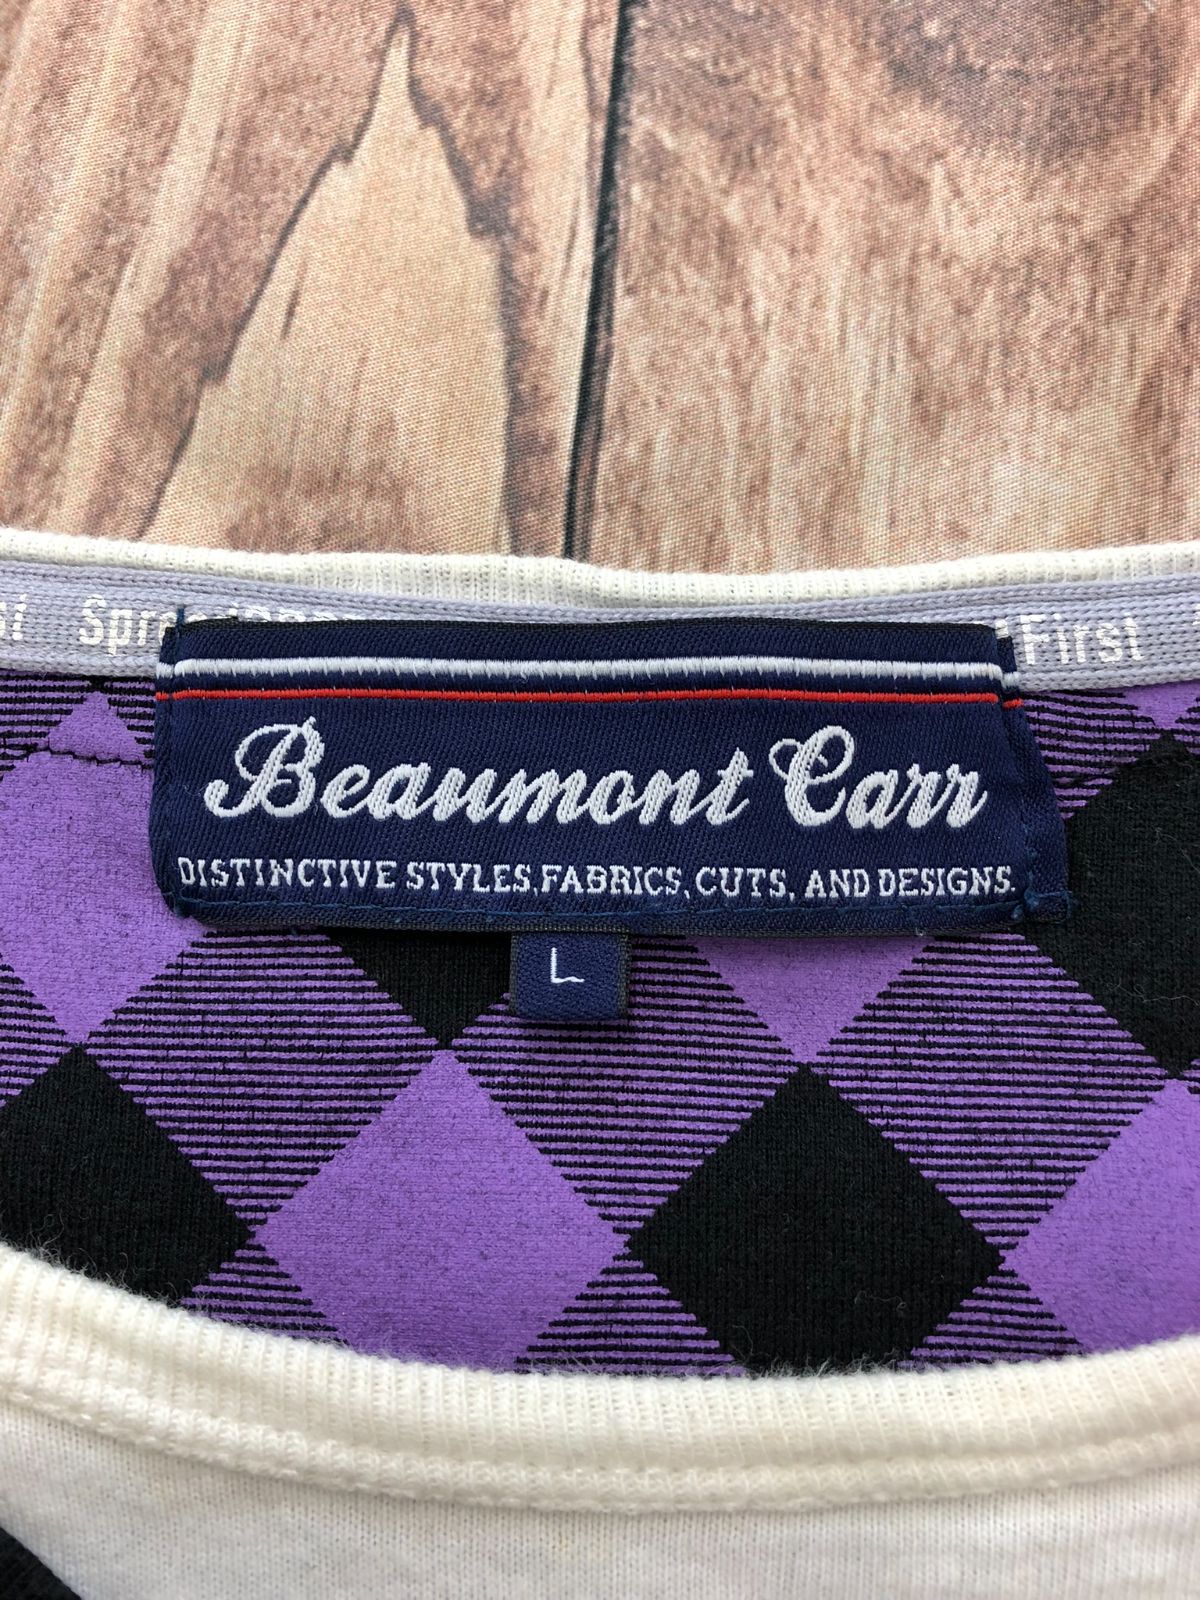 First
Beaumont Carr
DISTINCTIVE STYLES, FABRICS, CUTS, AND DESIGNS.
L